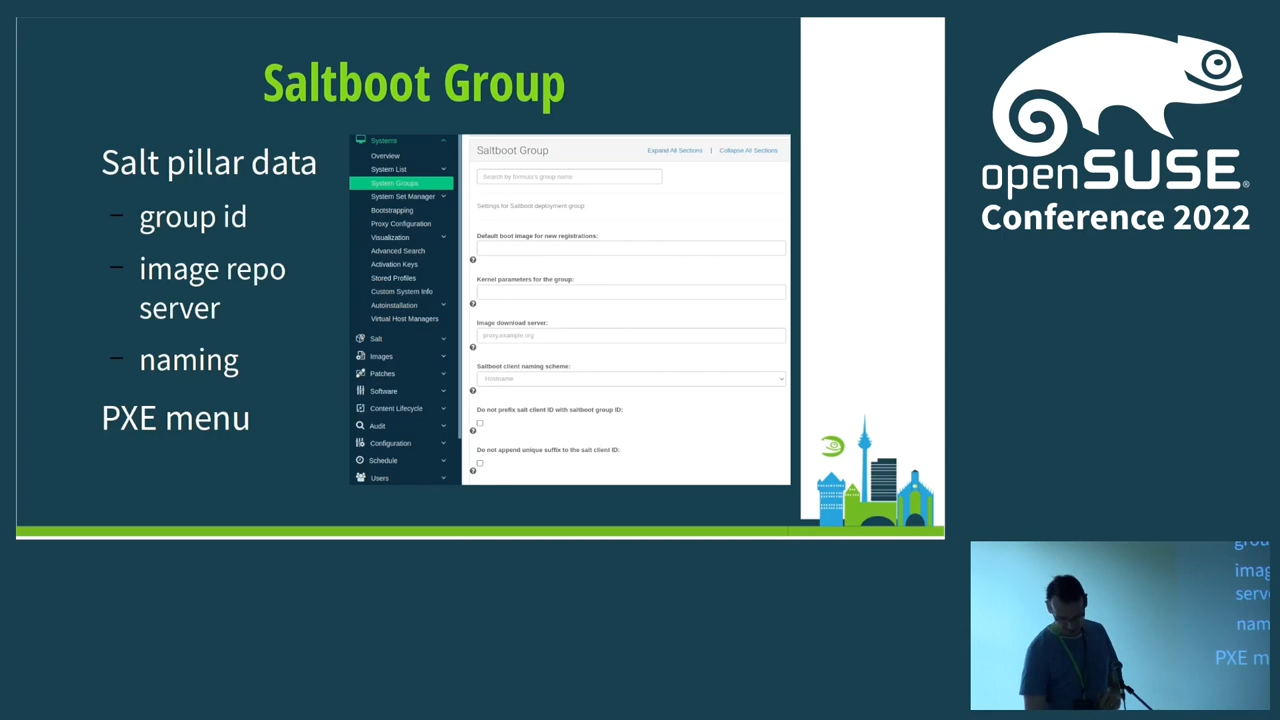 Saltboot Group
Salt pillar data
– group id
– image repo
server
– naming
PXE menu
Systems
Overview
System List
System Groups
System Set Manager
Bootstrapping
Proxy Configuration
Visualization
Advanced Search
Activation Keys
Stored Profiles
Custom System Info
Autoinstallation
Virtual Host Managers
Salt
Images
Patches
Software
Content Lifecycle
Audit
Configuration
Schedule
Users
Saltboot Group
Expand All Sections | Collapse All Sections
Search by formula's group name
Settings for Saltboot deployment group
Default boot image for new registrations:
Kernel parameters for the group:
Image download server:
proxy.example.org
Saltboot client naming scheme:
Hostname
Do not prefix salt client ID with saltboot group ID:
Do not append unique suffix to the salt client ID:
openSUSE®
Conference 2022
imag
serve
nam
PXE m